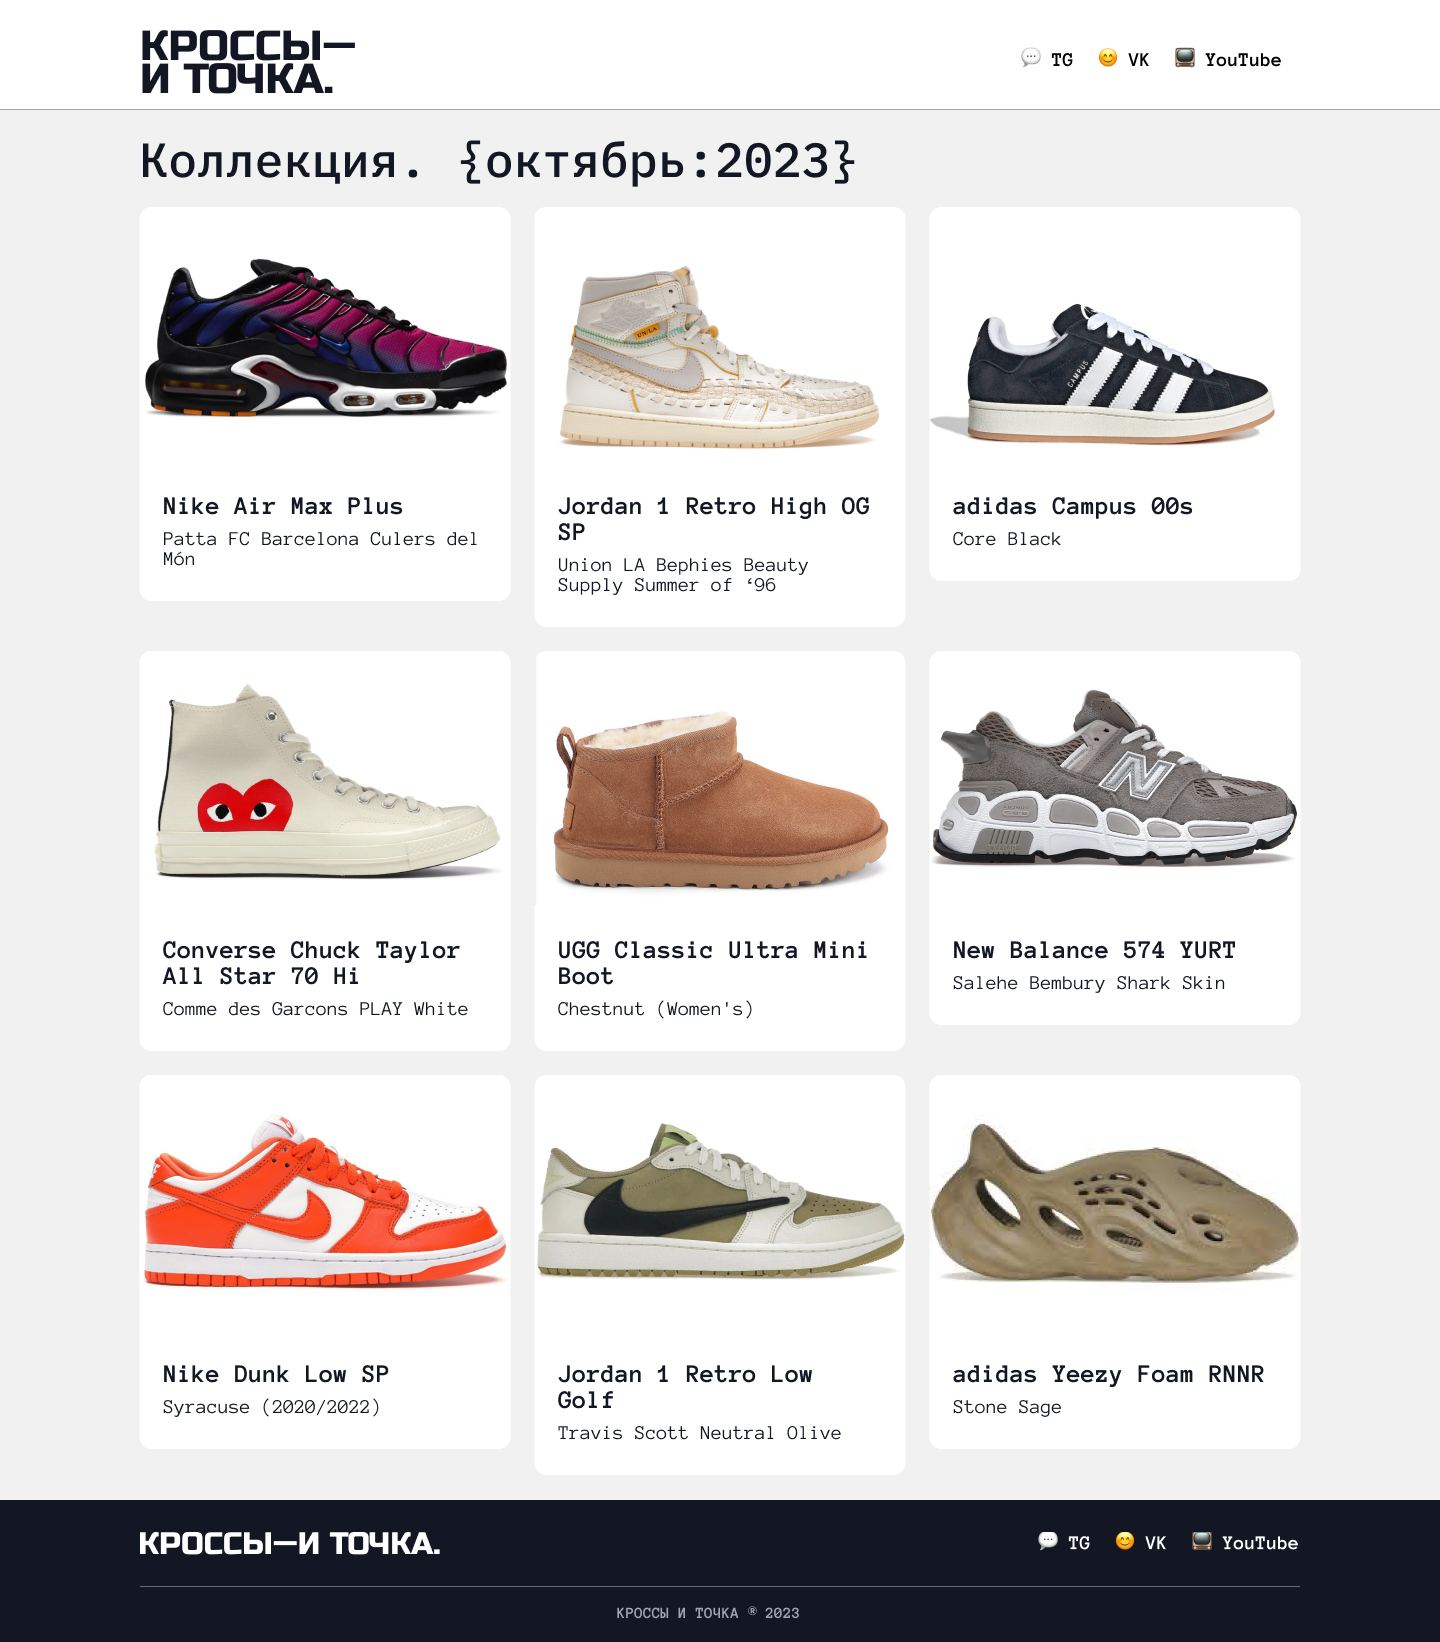 КРОССЫ—
И ТОЧКА.
💬 TG 😊 VK 📺 YouTube
Коллекция. {октябрь:2023}
UN/LA
CAMPUS
Nike Air Max Plus
Patta FC Barcelona Culers del
Món
Jordan 1 Retro High OG
SP
Union LA Bephies Beauty
Supply Summer of ‘96
adidas Campus 00s
Core Black
N
Converse Chuck Taylor
All Star 70 Hi
Comme des Garcons PLAY White
UGG Classic Ultra Mini
Boot
Chestnut (Women's)
New Balance 574 YURT
Salehe Bembury Shark Skin
Nike Dunk Low SP
Syracuse (2020/2022)
Jordan 1 Retro Low
Golf
Travis Scott Neutral Olive
adidas Yeezy Foam RNNR
Stone Sage
КРОССЫ—И ТОЧКА.
💬 TG 😊 VK 📺 YouTube
КРОССЫ И ТОЧКА ® 2023